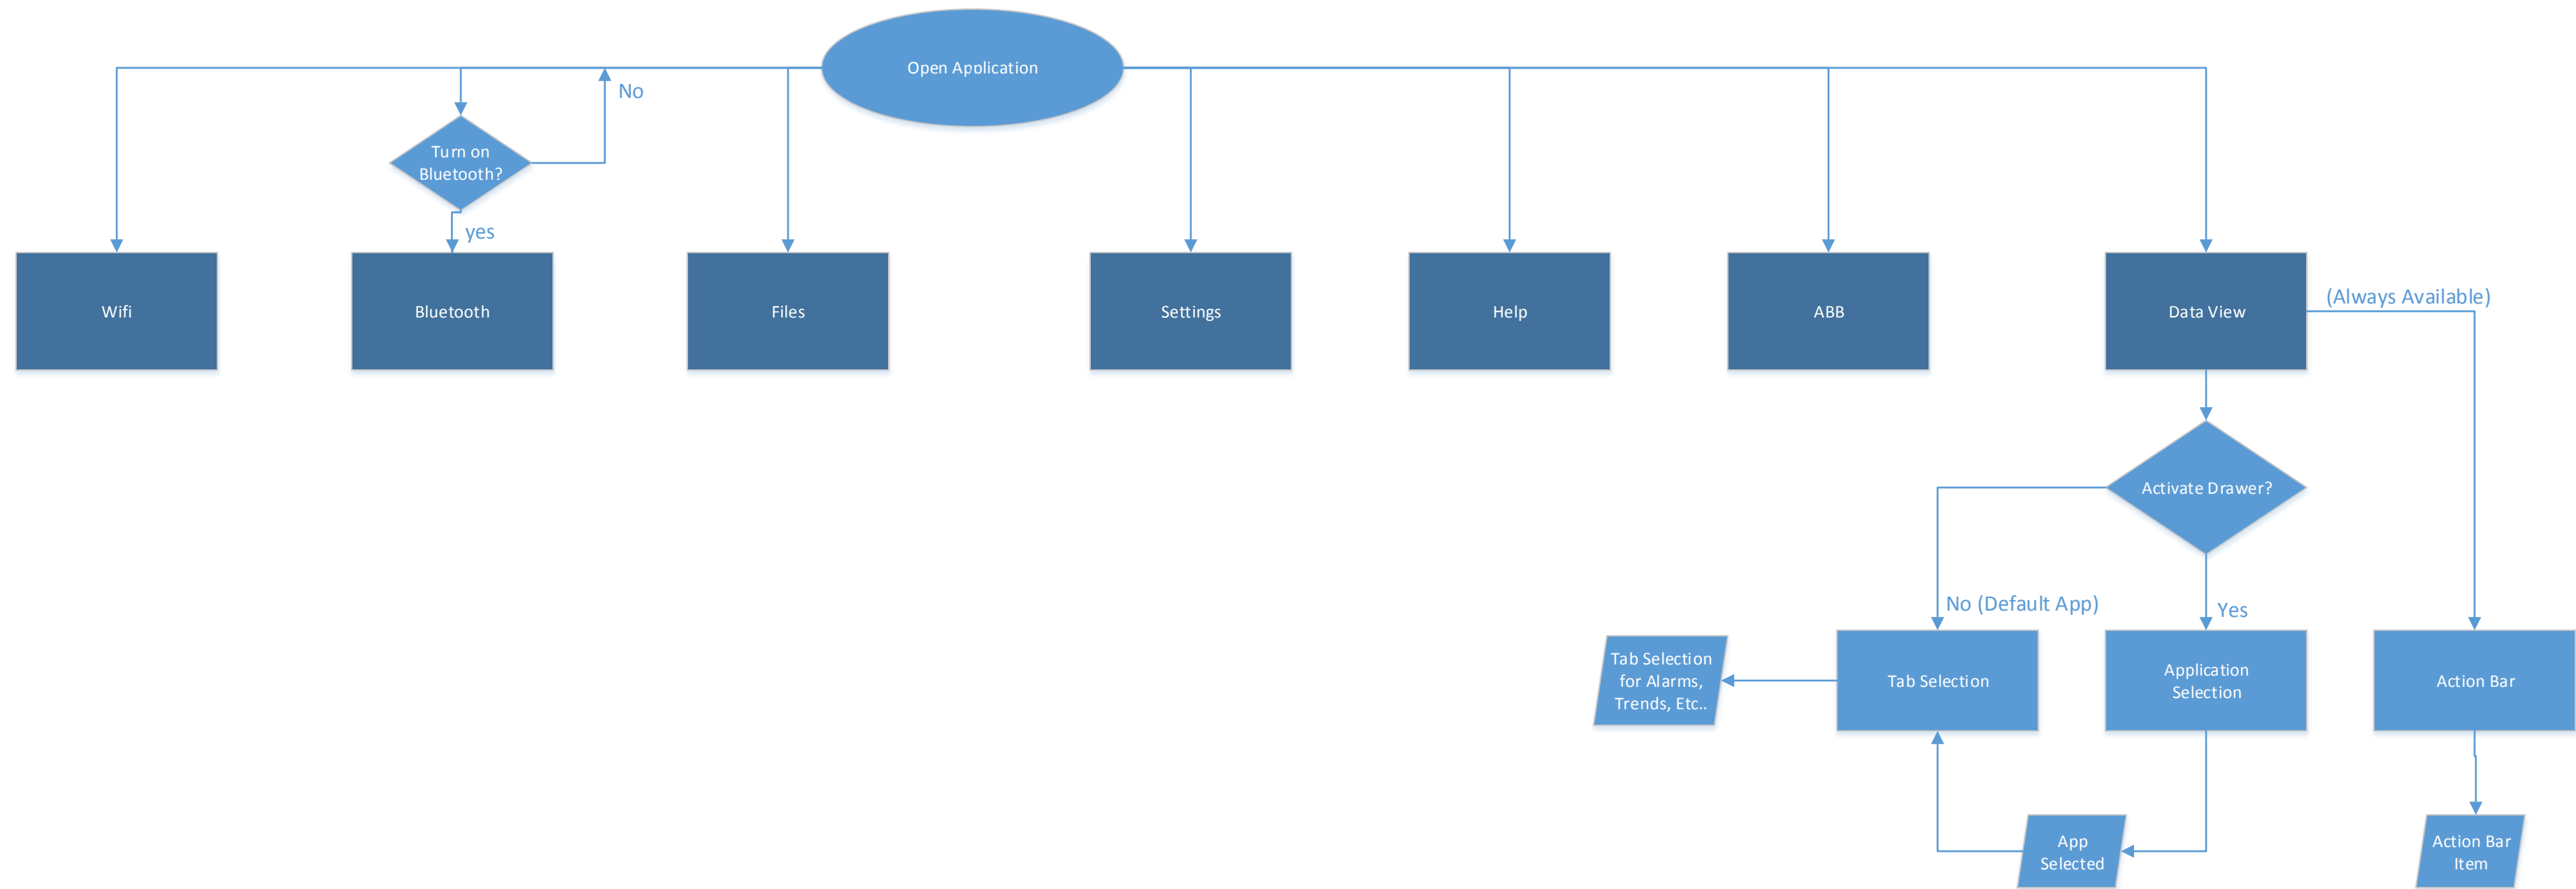 Open Application
No
Turn on
Bluetooth?
yes
Wifi
Bluetooth
Files
Settings
Help
ABB
Data View
(Always Available)
Activate Drawer?
No (Default App)
Yes
Tab Selection
for Alarms,
Trends, Etc..
Tab Selection
Application
Selection
Action Bar
App
Selected
Action Bar
Item